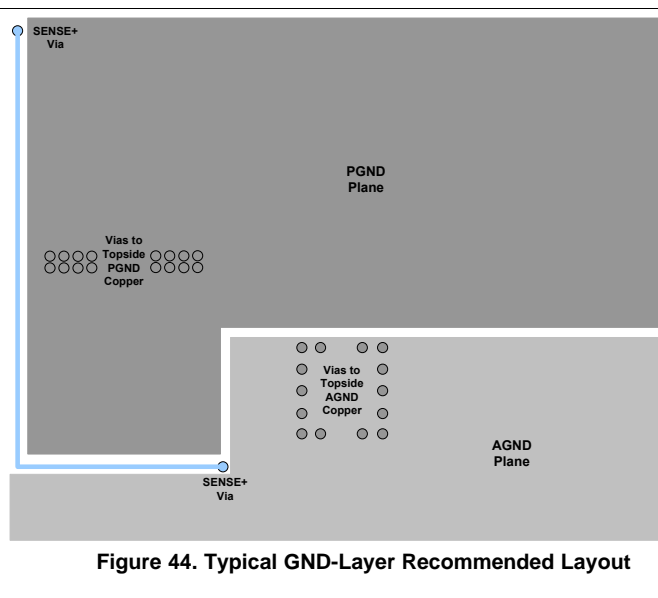 SENSE+
Via
PGND
Plane
Vias to
Topside
PGND
Copper
Vias to
Topside
AGND
Copper
AGND
Plane
SENSE+
Via
Figure 44. Typical GND-Layer Recommended Layout